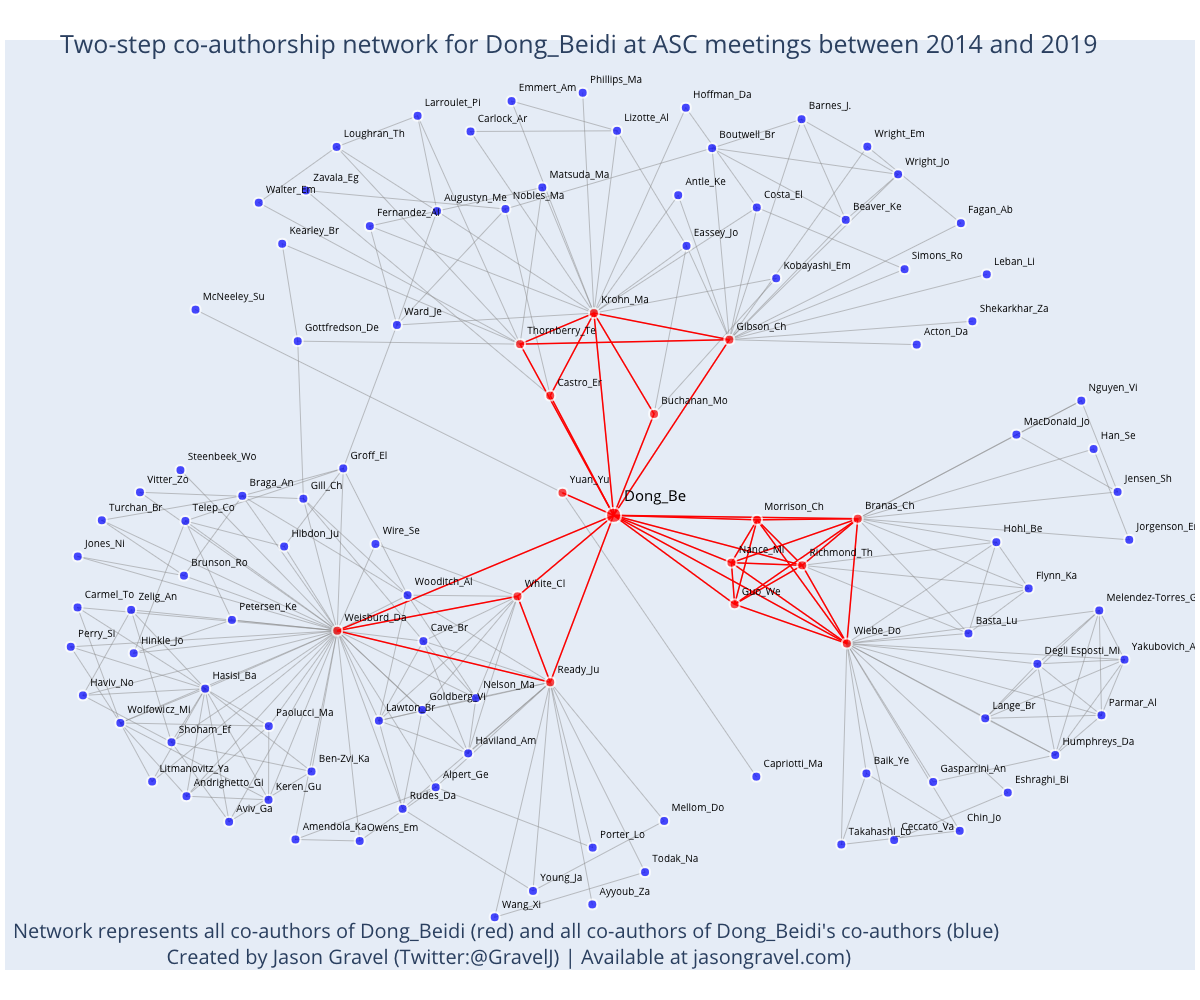 Two-step co-authorship network for Dong_Beidi at ASC meetings between 2014 and 2019
Phillips_Ma
Emmert_Am
Hoffman_Da
Larroulet_Pi
Barnes_J.
Carlock_Ar
Lizotte_Al
Loughran_Th
Boutwell_Br
Wright_Em
Wright_Jo
Zavala_Eg
Matsuda_Ma
Antle_Ke
Walter_Em
Augustyn_Me
Nobles_Ma
Costa_El
Fernandez_Al
Beaver_Ke
Fagan_Ab
Kearley_Br
Eassey_Jo
Simons_Ro
Kobayashi_Em
Leban_Li
McNeeley_Su
Krohn_Ma
Shekarkhar_Za
Ward_Je
Gottfredson_De
Thornberry_Te
Gibson_Ch
Acton_Da
Castro_Er
Nguyen_Vi
Buchanan_Mo
MacDonald_Jo
Han_Se
Steenbeek_Wo
Groff_El
Vitter_Zo
Braga_An
Gill_Ch
Yuan_Yu
Jensen_Sh
Dong_Be
Turchan_Br
Telep_Co
Morrison_Ch
Branas_Ch
Jorgenson_En
Hibdon_Ju
Wire_Se
Hohl_Be
Jones_Ni
Nance_Mi
Richmond_Th
Brunson_Ro
Wooditch_Al
White_Cl
Flynn_Ka
Carmel_To
Zelig_An
Guo_We
Melendez-Torres_G
Petersen_Ke
Weisburd_Da
Basta_Lu
Perry_Si
Hinkle_Jo
Cave_Br
Wiebe_Do
Degli Esposti_Mi
Yakubovich_A
Hasisi_Ba
Ready_Ju
Haviv_No
Nelson_Ma
Goldberg_Vi
Lawton_Br
Wolfowicz_Mi
Paolucci_Ma
Lange_Br
Parmar_Al
Shoham_Ef
Haviland_Am
Humphreys_Da
Ben-Zvi_Ka
Capriotti_Ma
Baik_Ye
Litmanovitz_Ya
Andrighetto_Gi
Keren_Gu
Alpert_Ge
Gasparrini_An
Eshraghi_Bi
Aviv_Ga
Rudes_Da
Mellom_Do
Amendola_Ka
Owens_Em
Takahashi_Lo
Ceccato_Va
Chin_Jo
Porter_Lo
Todak_Na
Young_Ja
Ayyoub_Za
Wang_Xi
Network represents all co-authors of Dong_Beidi (red) and all co-authors of Dong_Beidi's co-authors (blue)
Created by Jason Gravel (Twitter:@GravelJ) | Available at jasongravel.com)